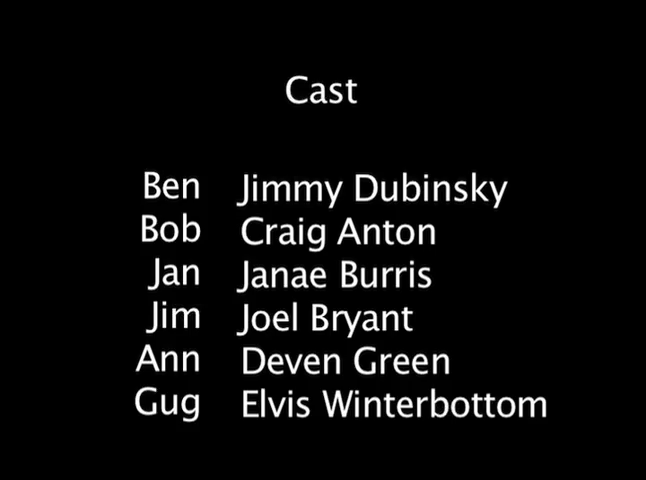 Cast
Ben Jimmy Dubinsky
Bob Craig Anton
Jan Janae Burris
Jim Joel Bryant
Ann Deven Green
Gug Elvis Winterbottom